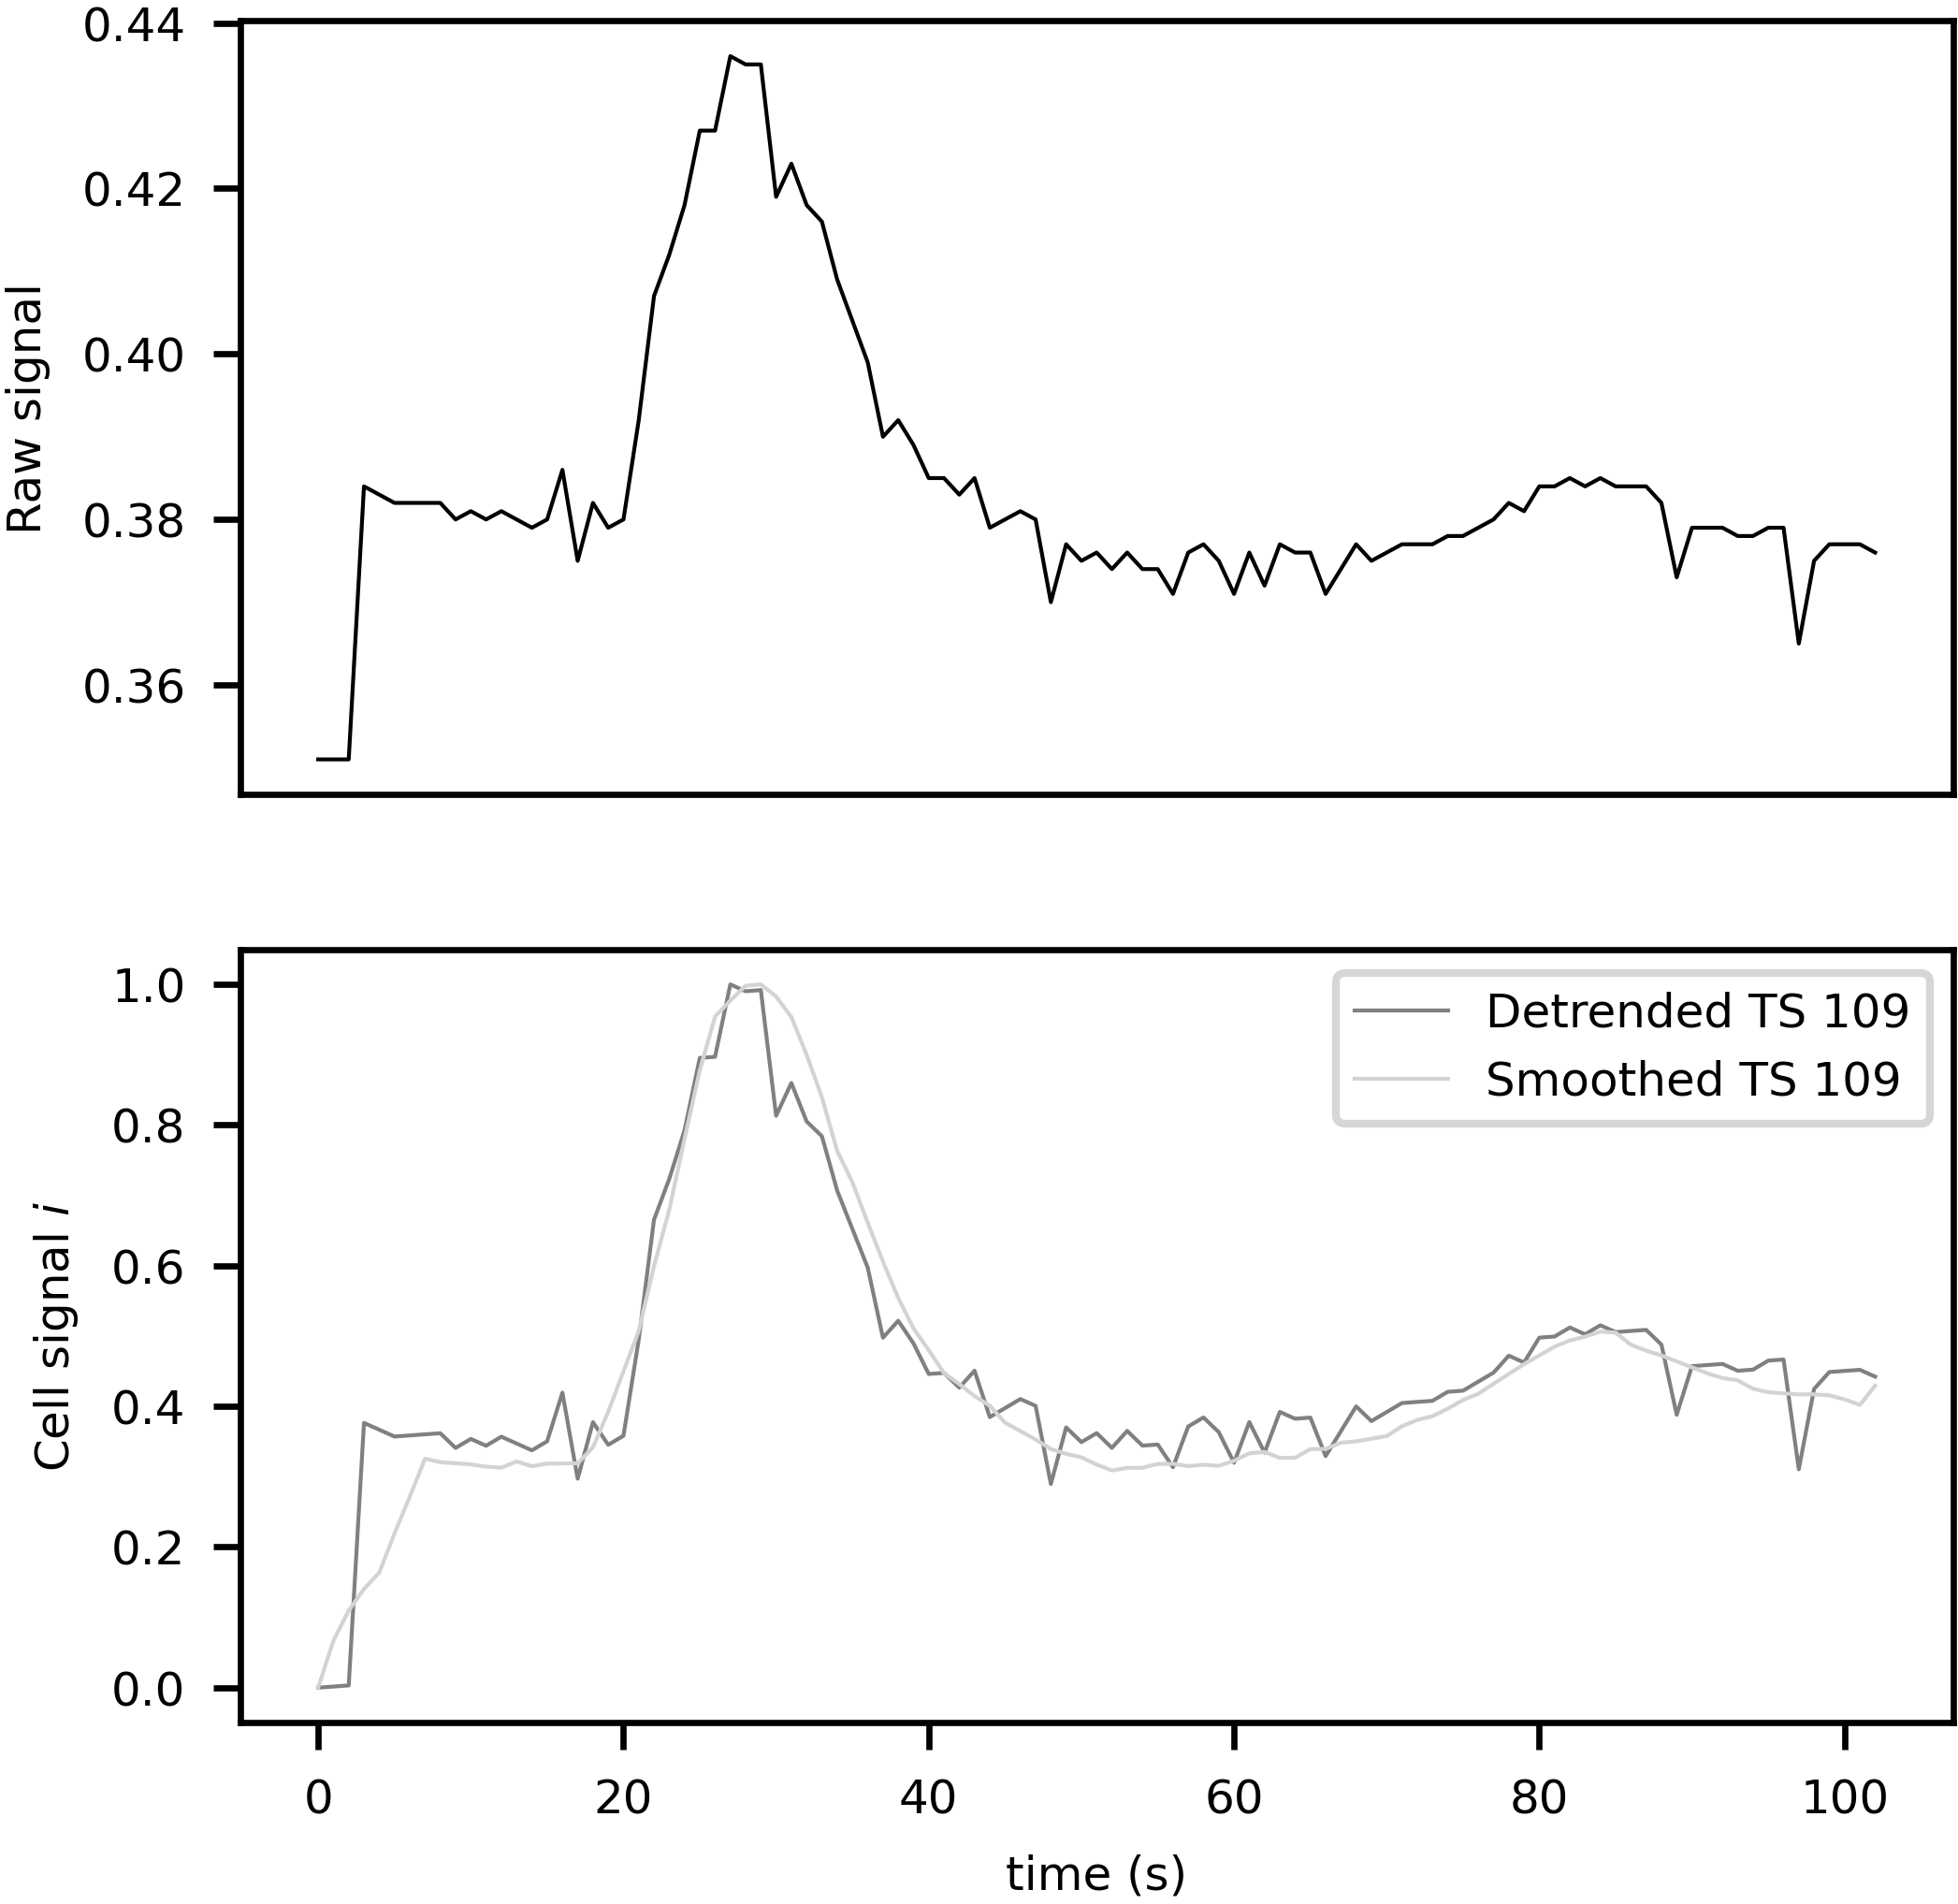 0.44
0.42
0.40
0.38
0.36
Raw signal
1.0
0.8
0.6
0.4
0.2
0.0
Cell signal i
Detrended TS 109
Smoothed TS 109
0 20 40 60 80 100
time (s)